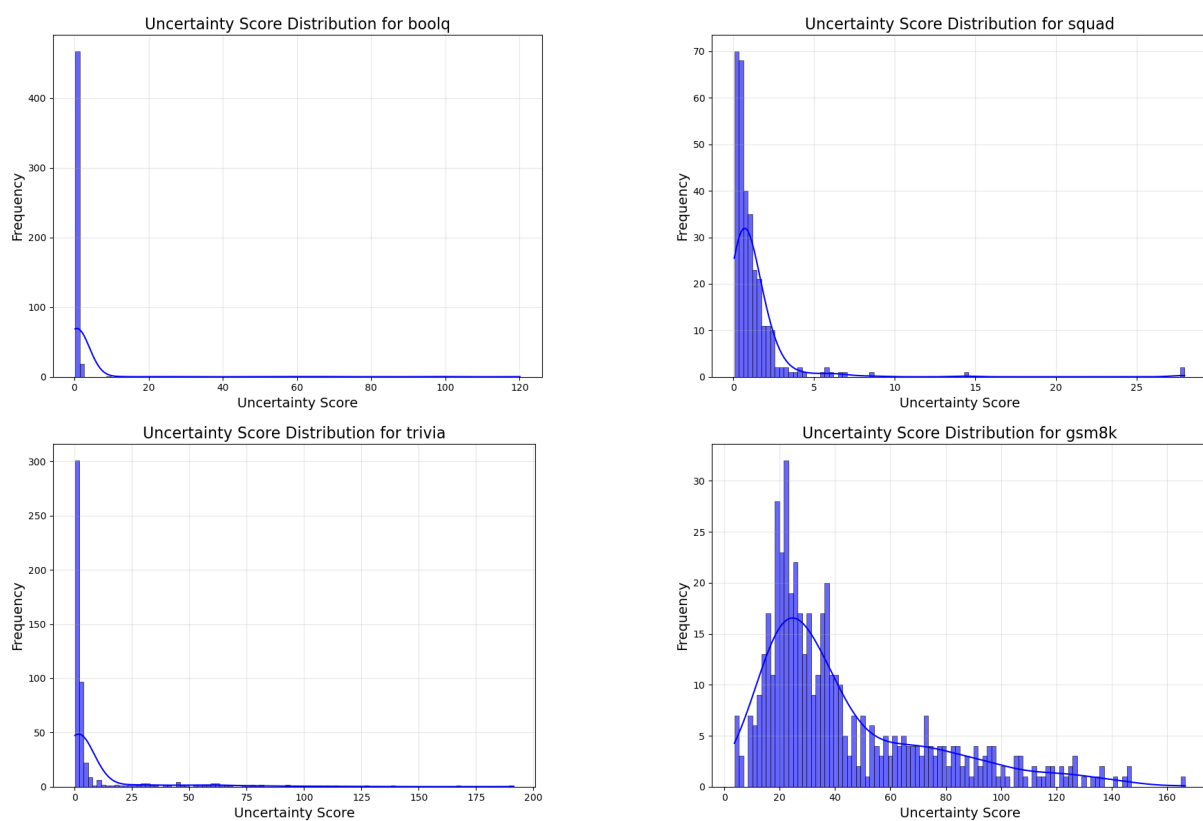 Uncertainty Score Distribution for boolq
Frequency
400
300
200
100
0
0 20 40 60 80 100 120
Uncertainty Score
Uncertainty Score Distribution for squad
Frequency
70
60
50
40
30
20
10
0
0 5 10 15 20 25
Uncertainty Score
Uncertainty Score Distribution for trivia
Frequency
300
250
200
150
100
50
0
0 25 50 75 100 125 150 175 200
Uncertainty Score
Uncertainty Score Distribution for gsm8k
Frequency
30
25
20
15
10
5
0
0 20 40 60 80 100 120 140 160
Uncertainty Score